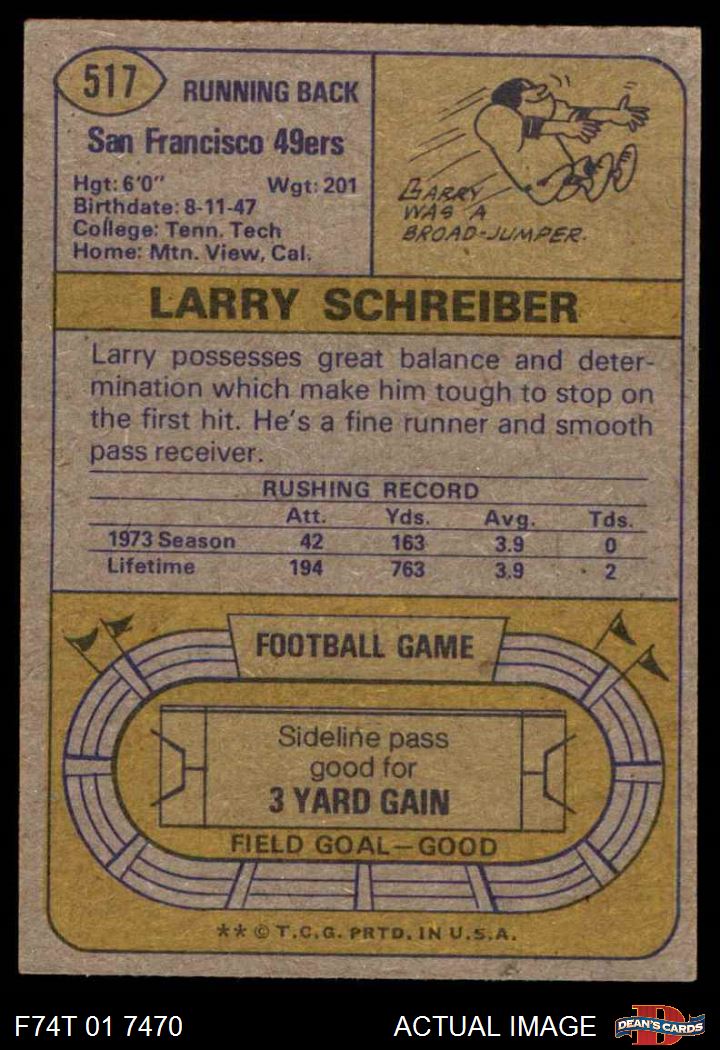 517
RUNNING BACK
San Francisco 49ers
Hgt: 6'0" Wgt: 201
Birthdate: 8-11-47
College: Tenn. Tech
Home: Mtn. View, Cal.
LARRY
WAS A
BROAD-JUMPER.
LARRY SCHREIBER
Larry possesses great balance and deter-
mination which make him tough to stop on
the first hit. He's a fine runner and smooth
pass receiver.
RUSHING RECORD
Att. Yds. Avg. Tds.
1973 Season 42 163 3.9 0
Lifetime 194 763 3.9 2
FOOTBALL GAME
Sideline pass
good for
3 YARD GAIN
FIELD GOAL—GOOD
** © T.C.G. PRTD. IN U.S.A.
F74T 01 7470 ACTUAL IMAGE
DEAN'S CARDS